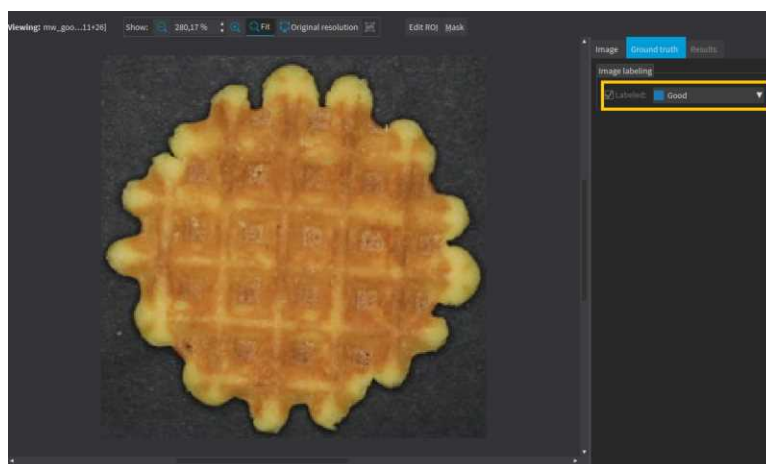 Viewing: mw_goo...11+26] Show: 280,17 % Fit Original resolution Edit ROI Mask
Image Ground truth Results
Image labeling
Labeled: Good